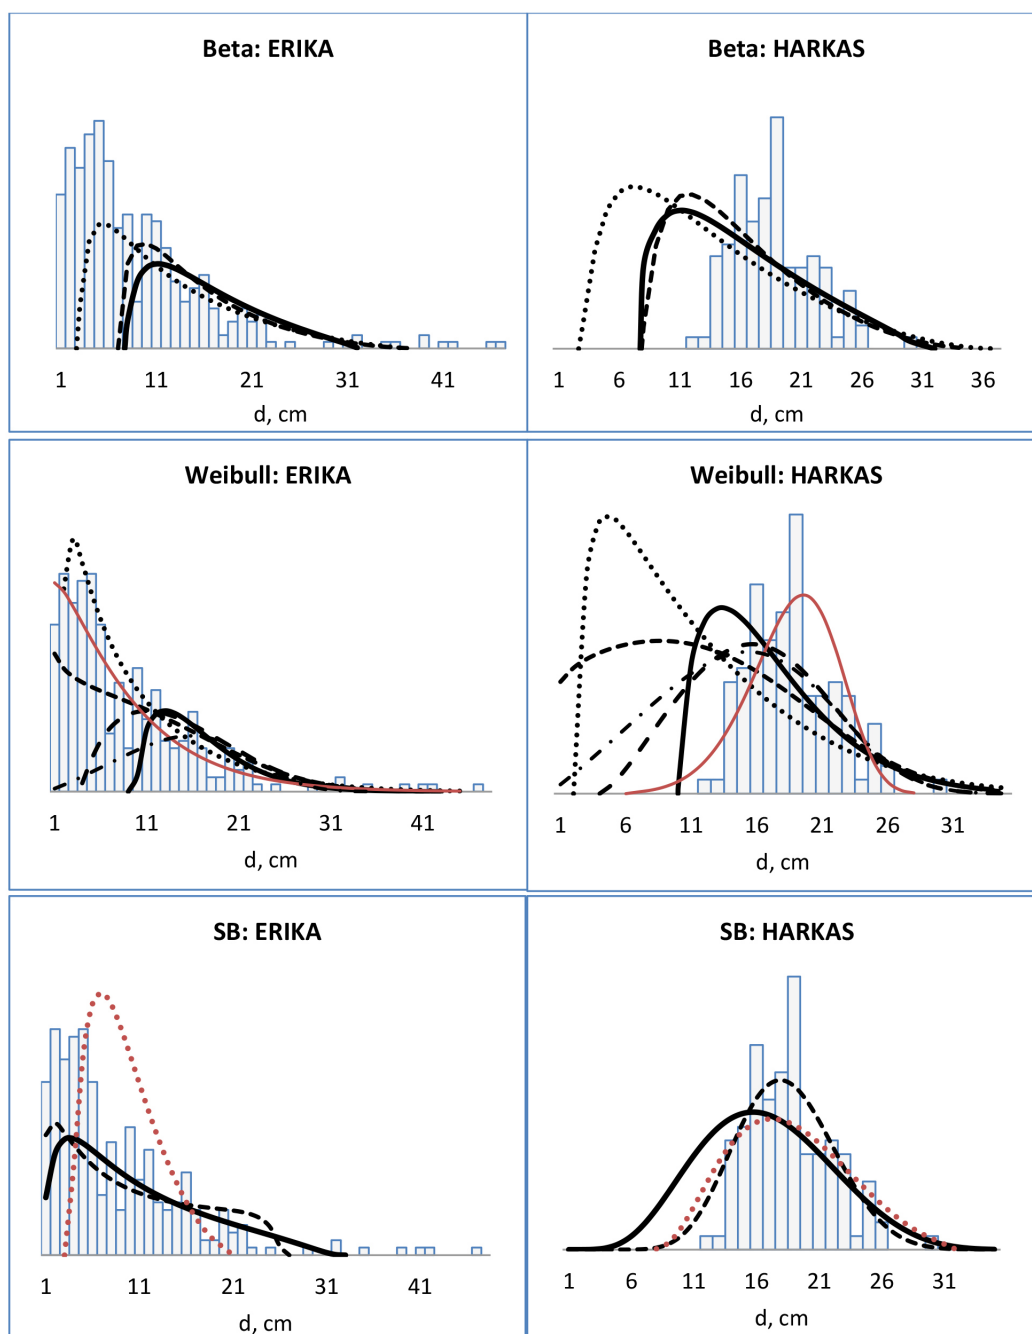 Beta: ERIKA
1 11 21 31 41
d, cm
Beta: HARKAS
1 6 11 16 21 26 31 36
d, cm
Weibull: ERIKA
1 11 21 31 41
d, cm
Weibull: HARKAS
1 6 11 16 21 26 31
d, cm
SB: ERIKA
1 11 21 31 41
d, cm
SB: HARKAS
1 6 11 16 21 26 31
d, cm